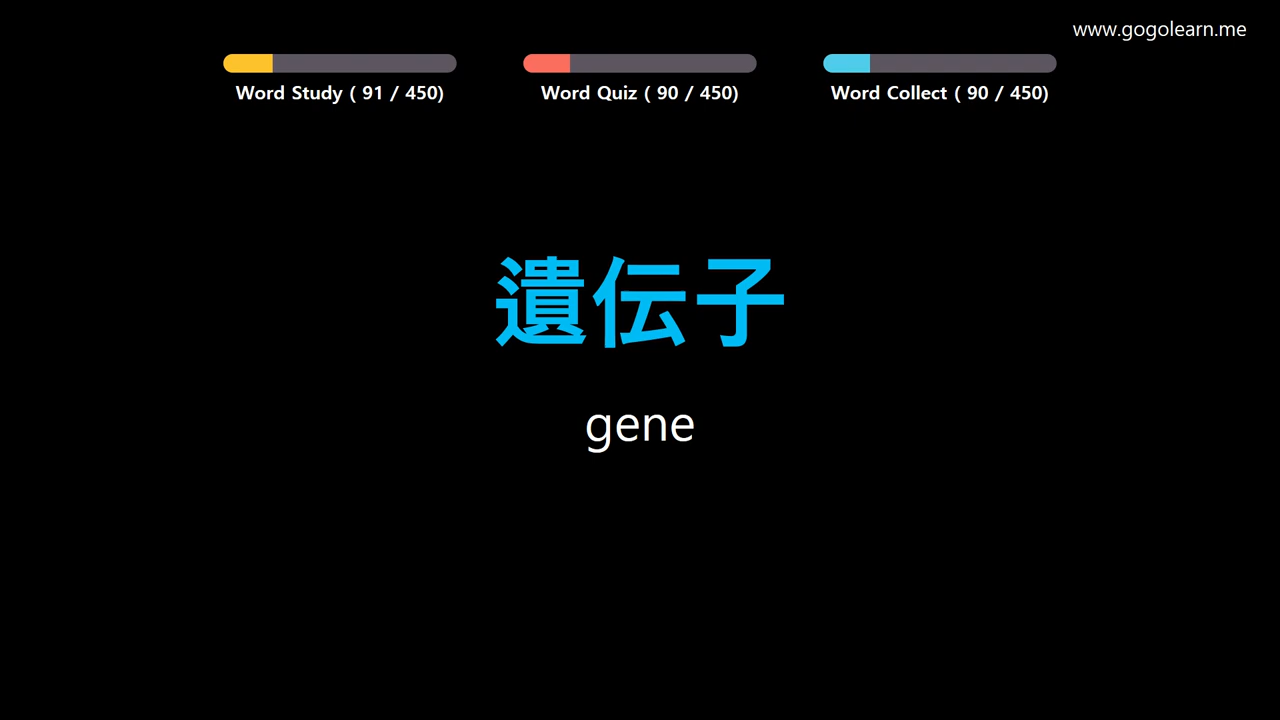 www.gogolearn.me
Word Study ( 91 / 450)
Word Quiz ( 90 / 450)
Word Collect ( 90 / 450)
遺伝子
gene